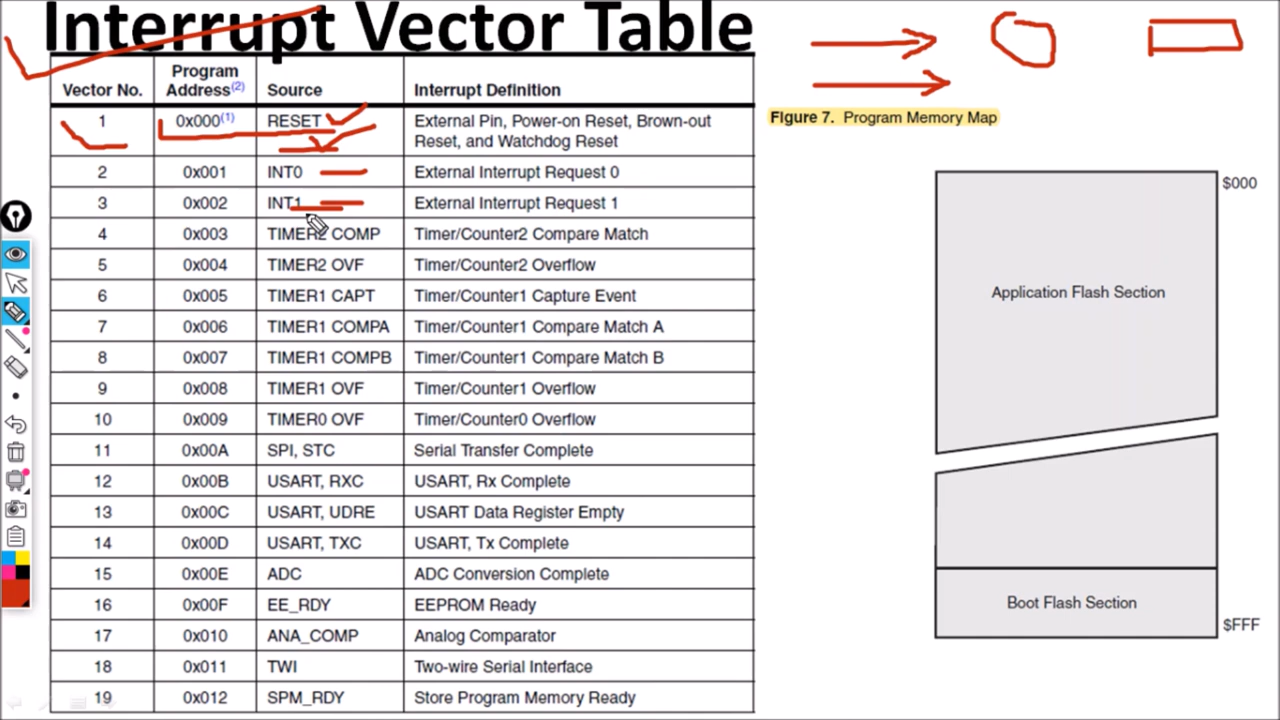 Interrupt Vector Table
Vector No. Program Address(2) Source Interrupt Definition
1 0x000(1) RESET External Pin, Power-on Reset, Brown-out
Reset, and Watchdog Reset
2 0x001 INT0 External Interrupt Request 0
3 0x002 INT1 External Interrupt Request 1
4 0x003 TIMER2 COMP Timer/Counter2 Compare Match
5 0x004 TIMER2 OVF Timer/Counter2 Overflow
6 0x005 TIMER1 CAPT Timer/Counter1 Capture Event
7 0x006 TIMER1 COMPA Timer/Counter1 Compare Match A
8 0x007 TIMER1 COMPB Timer/Counter1 Compare Match B
9 0x008 TIMER1 OVF Timer/Counter1 Overflow
10 0x009 TIMER0 OVF Timer/Counter0 Overflow
11 0x00A SPI, STC Serial Transfer Complete
12 0x00B USART, RXC USART, Rx Complete
13 0x00C USART, UDRE USART Data Register Empty
14 0x00D USART, TXC USART, Tx Complete
15 0x00E ADC ADC Conversion Complete
16 0x00F EE_RDY EEPROM Ready
17 0x010 ANA_COMP Analog Comparator
18 0x011 TWI Two-wire Serial Interface
19 0x012 SPM_RDY Store Program Memory Ready
Figure 7. Program Memory Map
$000
Application Flash Section
Boot Flash Section
$FFF